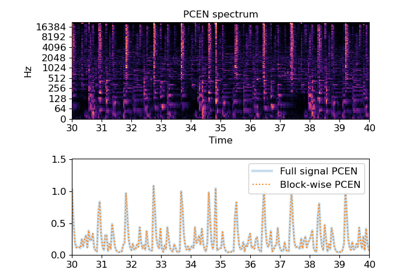 PCEN spectrum
16384
8192
4096
2048
1024
512
256
128
64
0
Hz
30 31 32 33 34 35 36 37 38 39 40
Time
1.5
1.0
0.5
0.0
Full signal PCEN
Block-wise PCEN
30 31 32 33 34 35 36 37 38 39 40